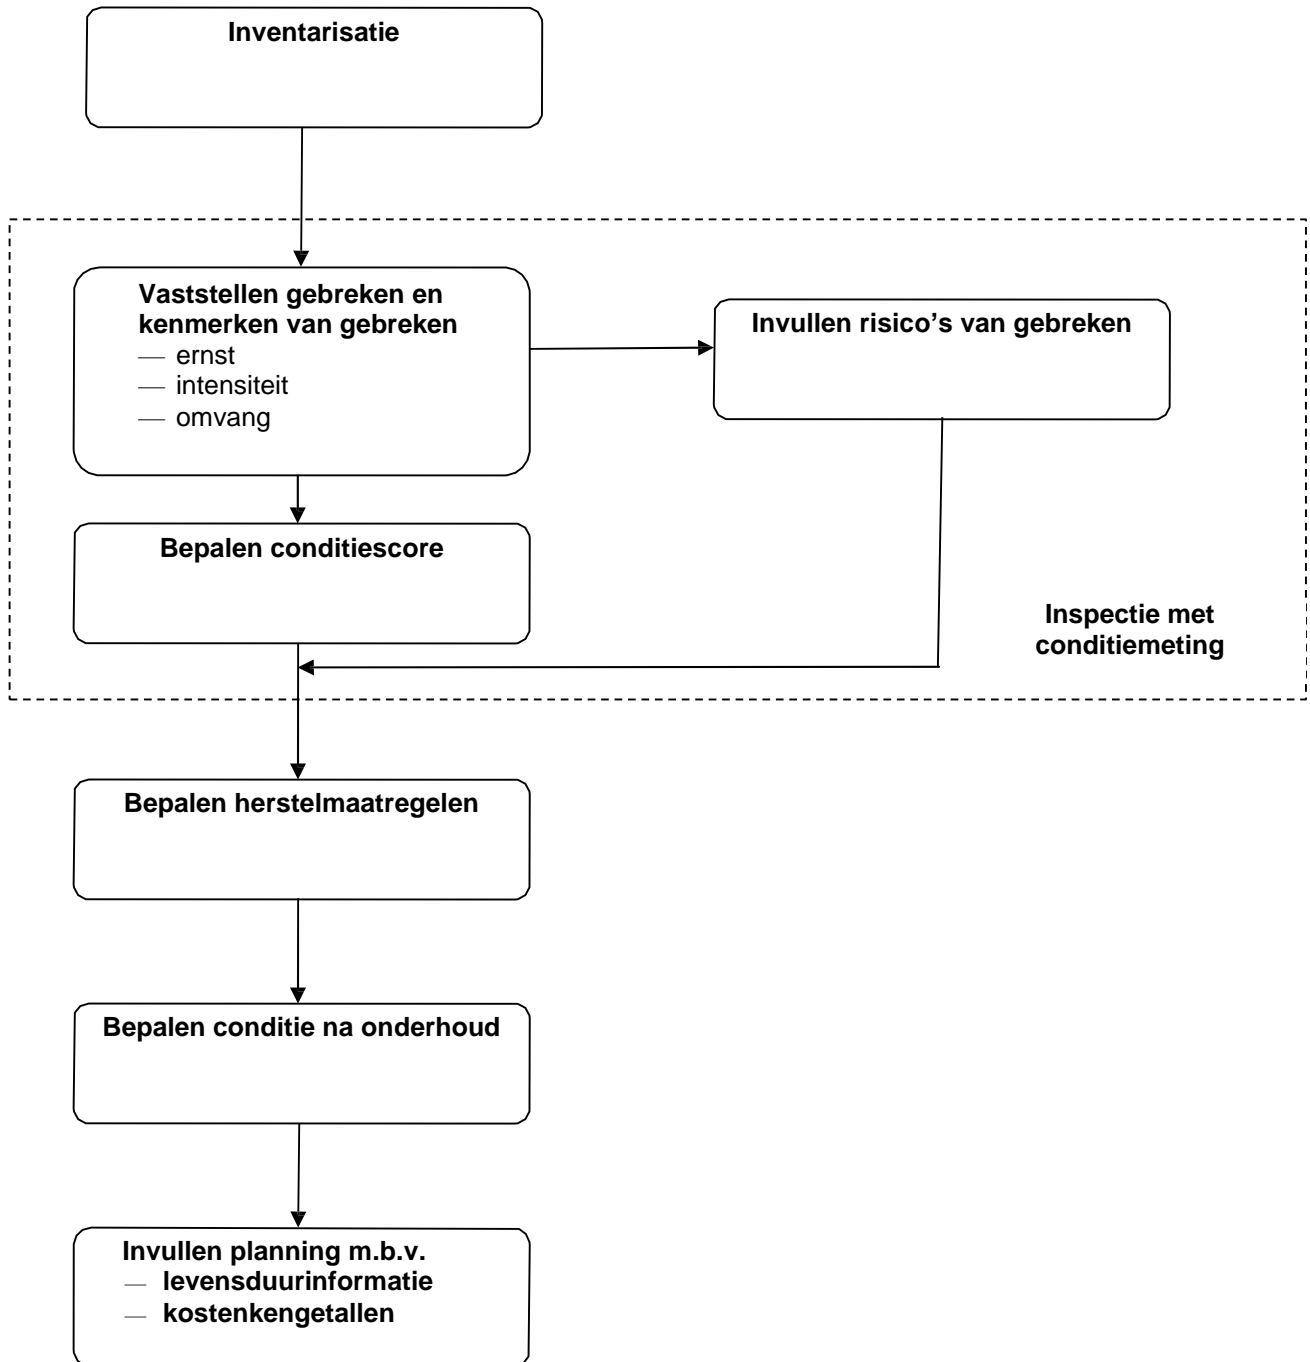 Inventarisatie
Vaststellen gebreken en
kenmerken van gebreken
— ernst
— intensiteit
— omvang
Invullen risico’s van gebreken
Bepalen conditiescore
Inspectie met
conditiemeting
Bepalen herstelmaatregelen
Bepalen conditie na onderhoud
Invullen planning m.b.v.
— levensduurinformatie
— kostenkengetallen